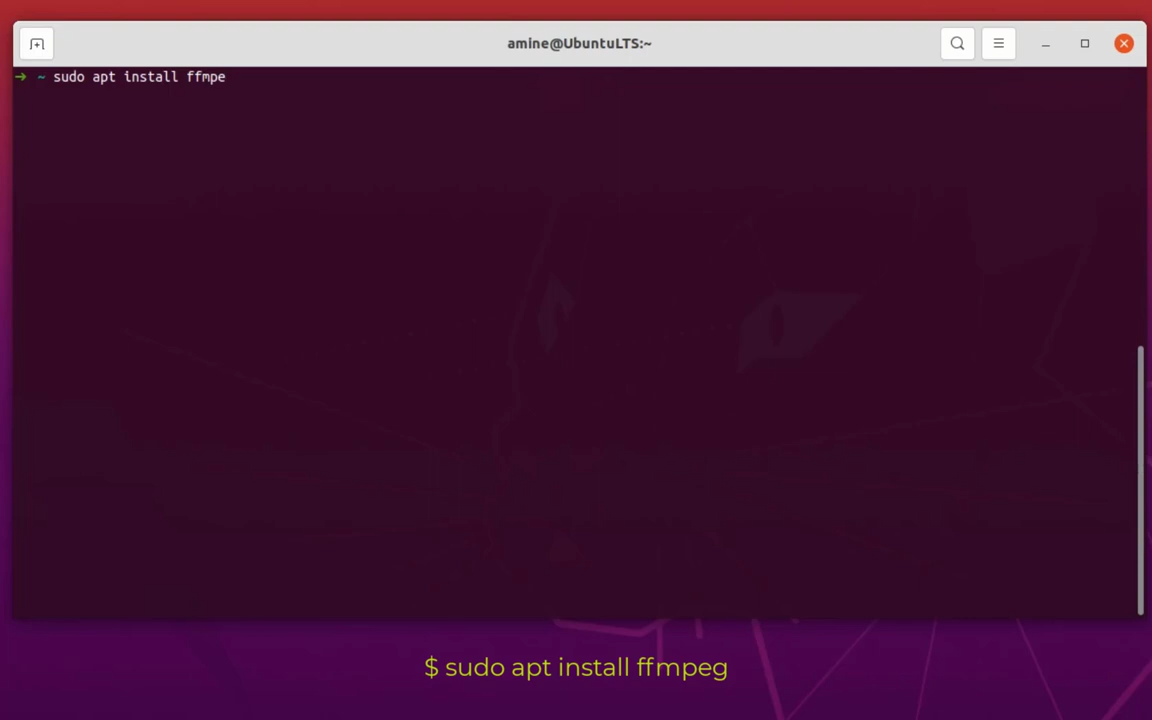 amine@UbuntuLTS:~
→ ~ sudo apt install ffmpe
$ sudo apt install ffmpeg